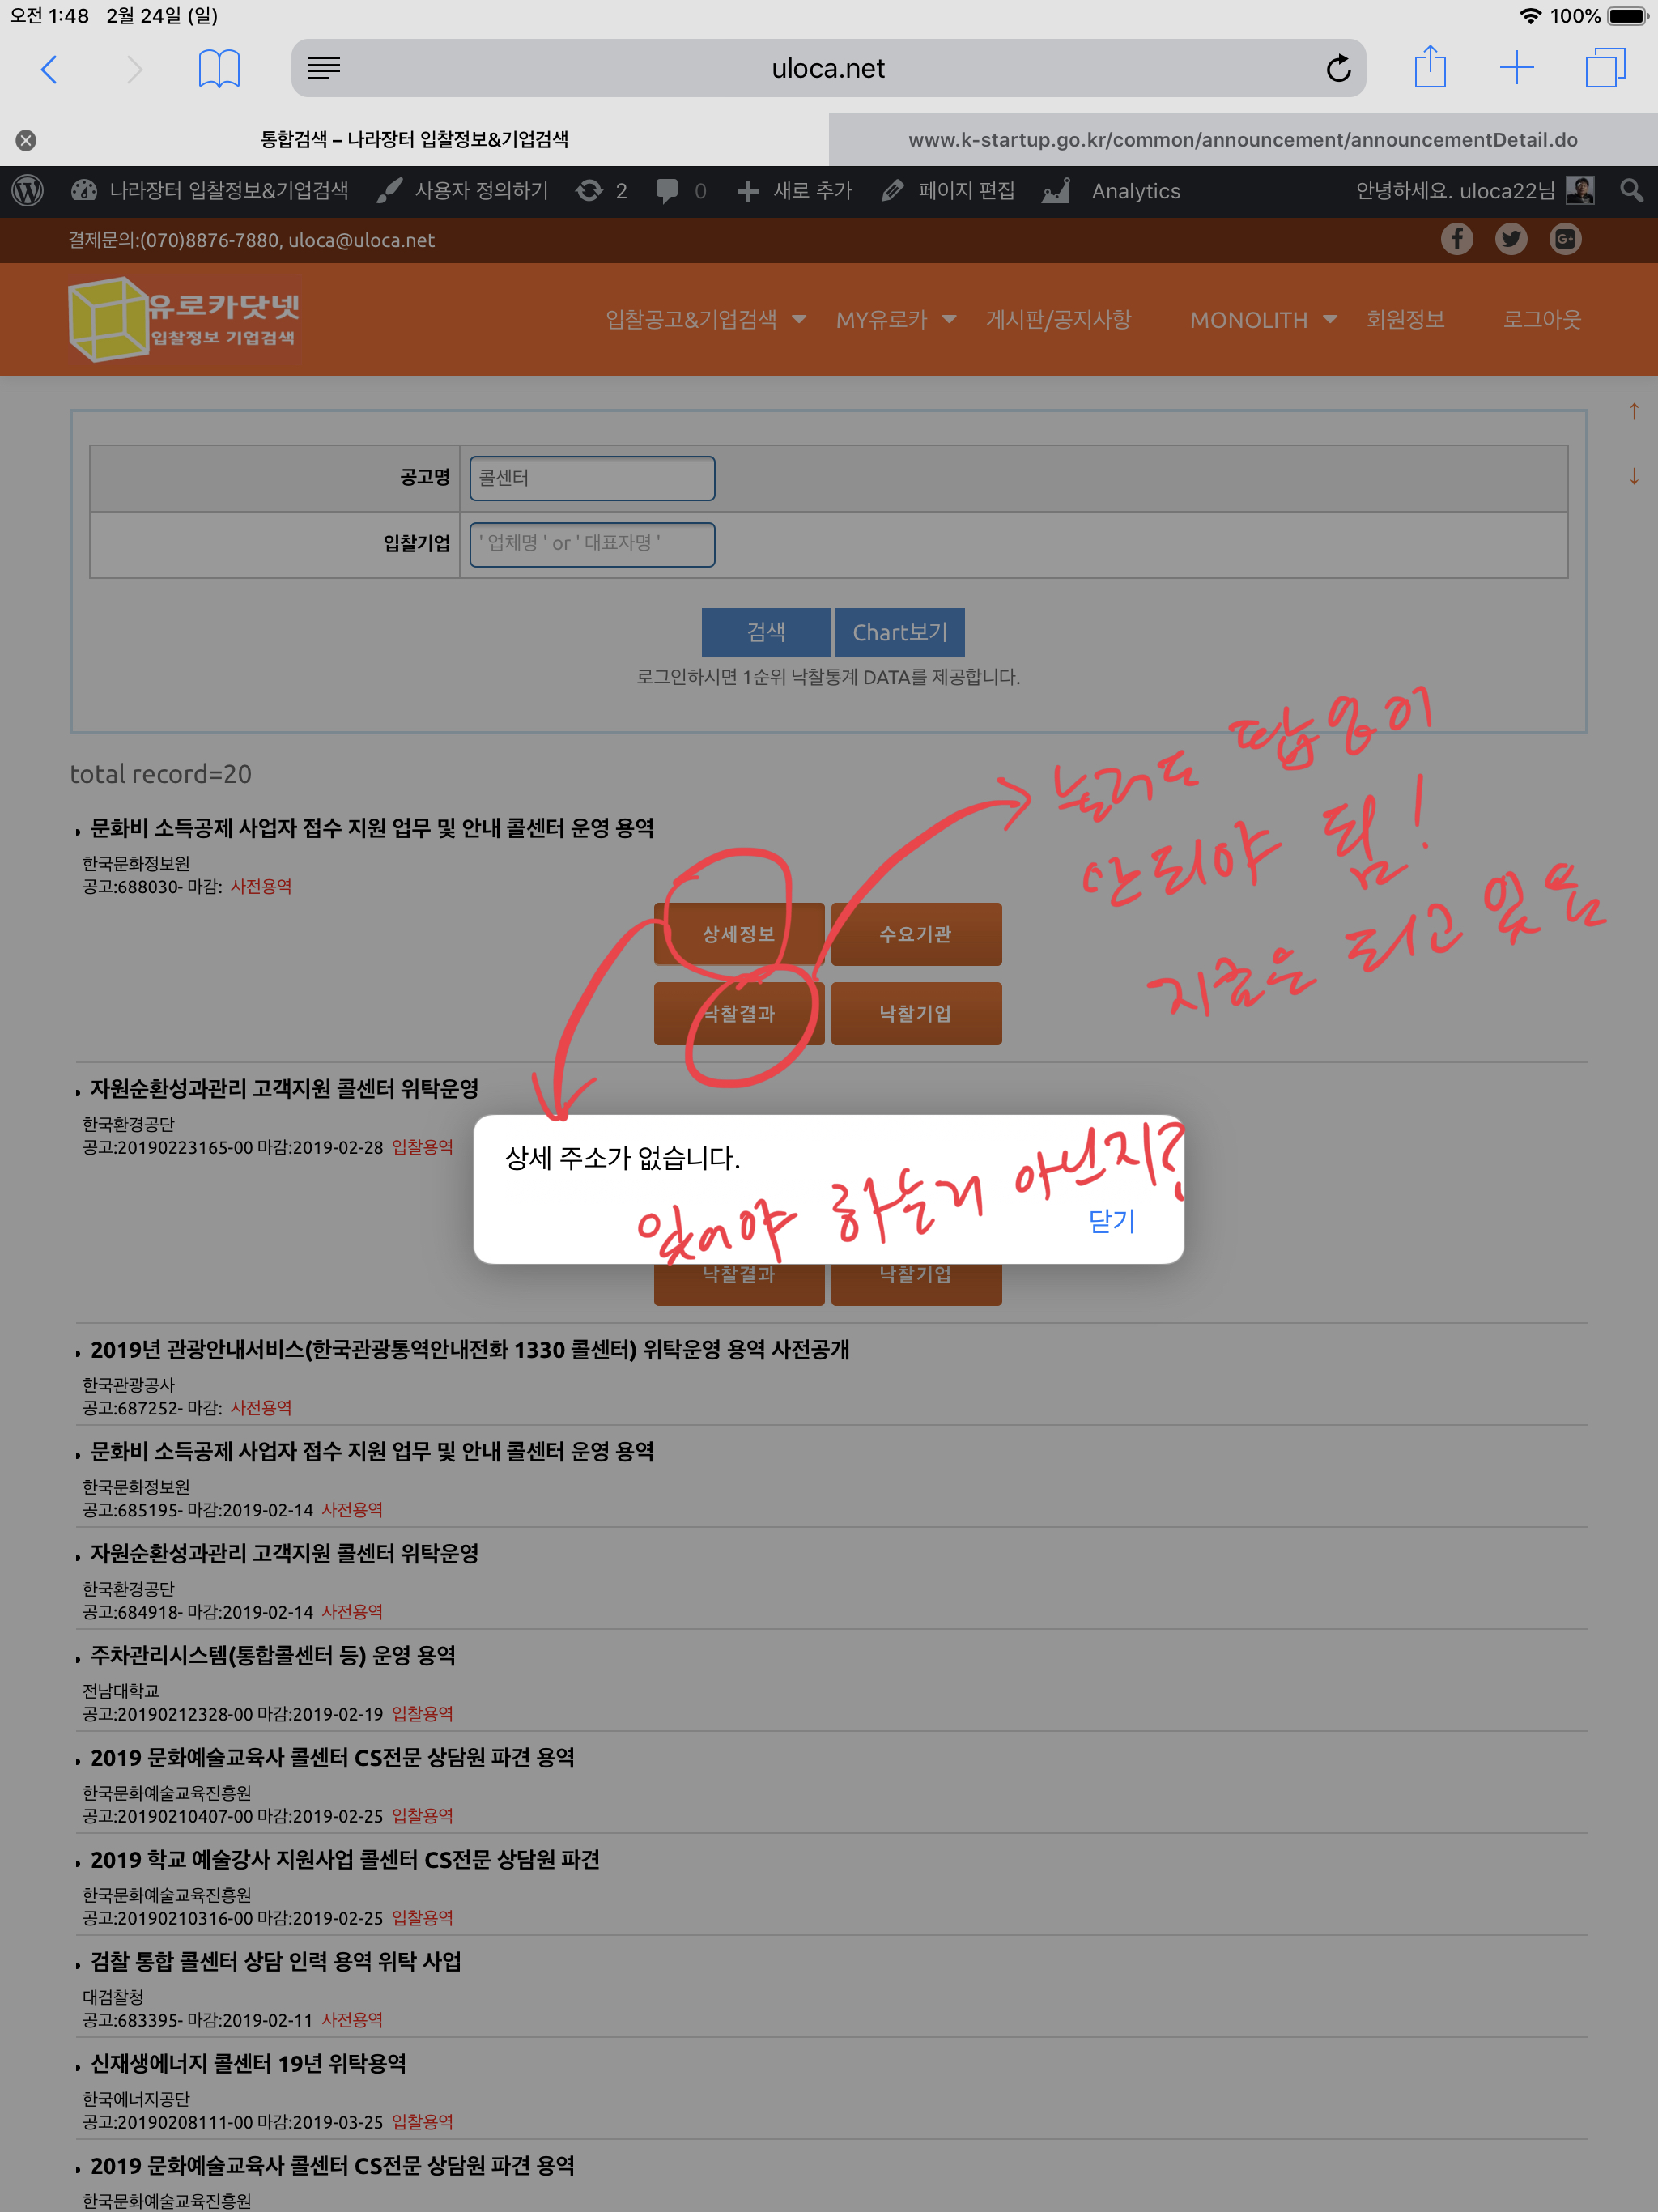 오전 1:48 2월 24일 (일) 100%
uloca.net
통합검색 – 나라장터 입찰정보&기업검색 www.k-startup.go.kr/common/announcement/announcementDetail.do
나라장터 입찰정보&기업검색 사용자 정의하기 2 0 새로 추가 페이지 편집 Analytics 안녕하세요. uloca22님
결제문의:(070)8876-7880, uloca@uloca.net
유로카닷넷
입찰정보 기업검색
입찰공고&기업검색 MY유로카 게시판/공지사항 MONOLITH 회원정보 로그아웃
↑
↓
공고명 콜센터
입찰기업 ' 업체명 ' or ' 대표자명 '
검색 Chart보기
로그인하시면 1순위 낙찰통계 DATA를 제공합니다.
total record=20
눌러도 팝업이
안되야 됨!
지금은 되고 있음
문화비 소득공제 사업자 접수 지원 업무 및 안내 콜센터 운영 용역
한국문화정보원
공고:688030- 마감: 사전용역
상세정보 수요기관
낙찰결과 낙찰기업
자원순환성과관리 고객지원 콜센터 위탁운영
한국환경공단
공고:20190223165-00 마감:2019-02-28 입찰용역
상세 주소가 없습니다.
있어야 하는거 아닌지?
닫기
낙찰결과 낙찰기업
2019년 관광안내서비스(한국관광통역안내전화 1330 콜센터) 위탁운영 용역 사전공개
한국관광공사
공고:687252- 마감: 사전용역
문화비 소득공제 사업자 접수 지원 업무 및 안내 콜센터 운영 용역
한국문화정보원
공고:685195- 마감:2019-02-14 사전용역
자원순환성과관리 고객지원 콜센터 위탁운영
한국환경공단
공고:684918- 마감:2019-02-14 사전용역
주차관리시스템(통합콜센터 등) 운영 용역
전남대학교
공고:20190212328-00 마감:2019-02-19 입찰용역
2019 문화예술교육사 콜센터 CS전문 상담원 파견 용역
한국문화예술교육진흥원
공고:20190210407-00 마감:2019-02-25 입찰용역
2019 학교 예술강사 지원사업 콜센터 CS전문 상담원 파견
한국문화예술교육진흥원
공고:20190210316-00 마감:2019-02-25 입찰용역
검찰 통합 콜센터 상담 인력 용역 위탁 사업
대검찰청
공고:683395- 마감:2019-02-11 사전용역
신재생에너지 콜센터 19년 위탁용역
한국에너지공단
공고:20190208111-00 마감:2019-03-25 입찰용역
2019 문화예술교육사 콜센터 CS전문 상담원 파견 용역
한국문화예술교육진흥원